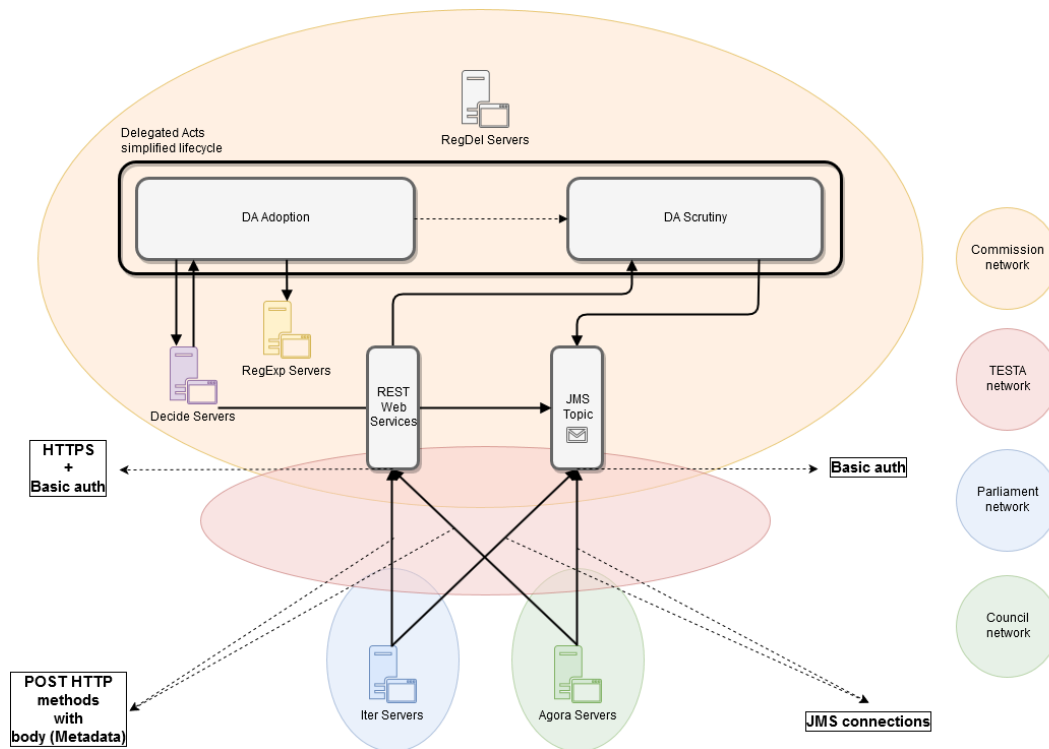 RegDel Servers
Delegated Acts
simplified lifecycle
DA Adoption
DA Scrutiny
Commission
network
RegExp Servers
Decide Servers
REST
Web
Services
JMS
Topic
TESTA
network
HTTPS
+
Basic auth
Basic auth
Parliament
network
Council
network
POST HTTP
methods
with
body (Metadata)
Iter Servers
Agora Servers
JMS connections